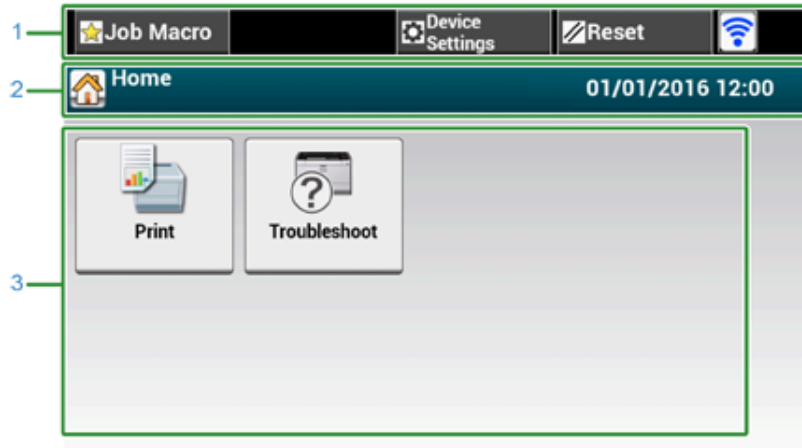 1
Job Macro
Device
Settings
Reset
2
Home
01/01/2016 12:00
3
?
Print
Troubleshoot